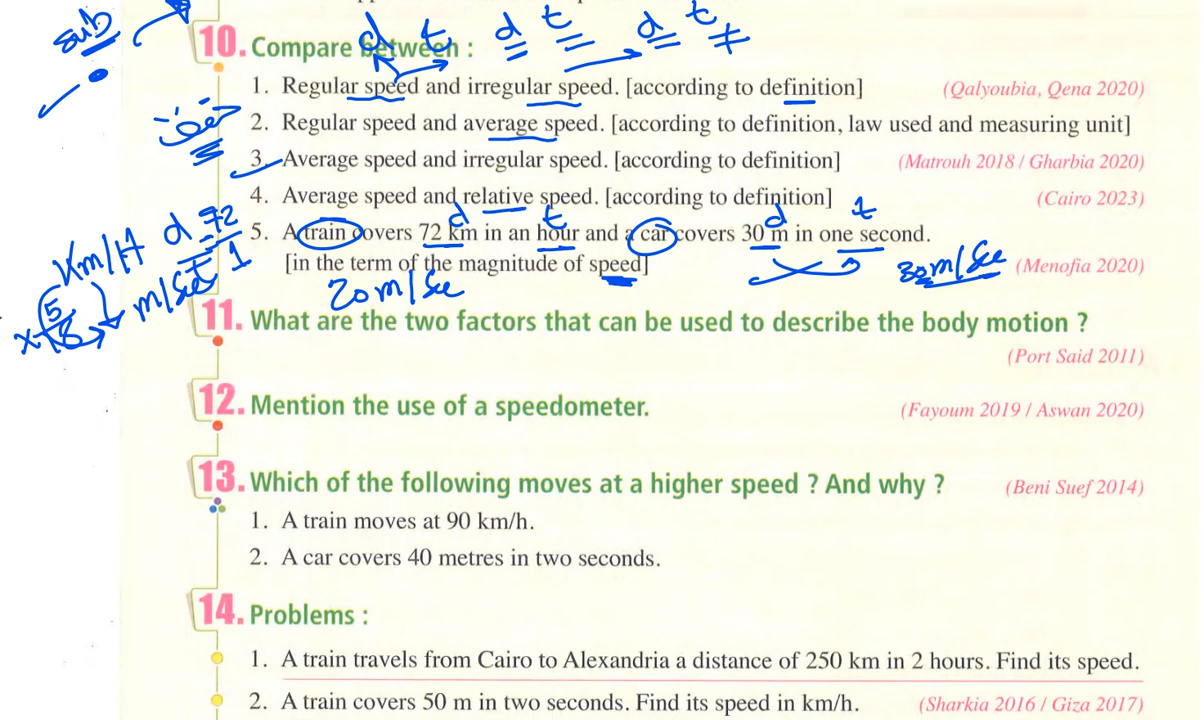 sub
d t d t d t
10. Compare between :
1. Regular speed and irregular speed. [according to definition] (Qalyoubia, Qena 2020)
2. Regular speed and average speed. [according to definition, law used and measuring unit]
3. Average speed and irregular speed. [according to definition] (Matrouh 2018 / Gharbia 2020)
4. Average speed and relative speed. [according to definition] (Cairo 2023)
d t d t
5. A train covers 72 km in an hour and a car covers 30 m in one second.
[in the term of the magnitude of speed] (Menofia 2020)
Km/H d 72
t 1
m/sec
x 5/18
20 m/sec
30 m/sec
11. What are the two factors that can be used to describe the body motion ?
(Port Said 2011)
12. Mention the use of a speedometer. (Fayoum 2019 / Aswan 2020)
13. Which of the following moves at a higher speed ? And why ? (Beni Suef 2014)
1. A train moves at 90 km/h.
2. A car covers 40 metres in two seconds.
14. Problems :
1. A train travels from Cairo to Alexandria a distance of 250 km in 2 hours. Find its speed.
2. A train covers 50 m in two seconds. Find its speed in km/h. (Sharkia 2016 / Giza 2017)